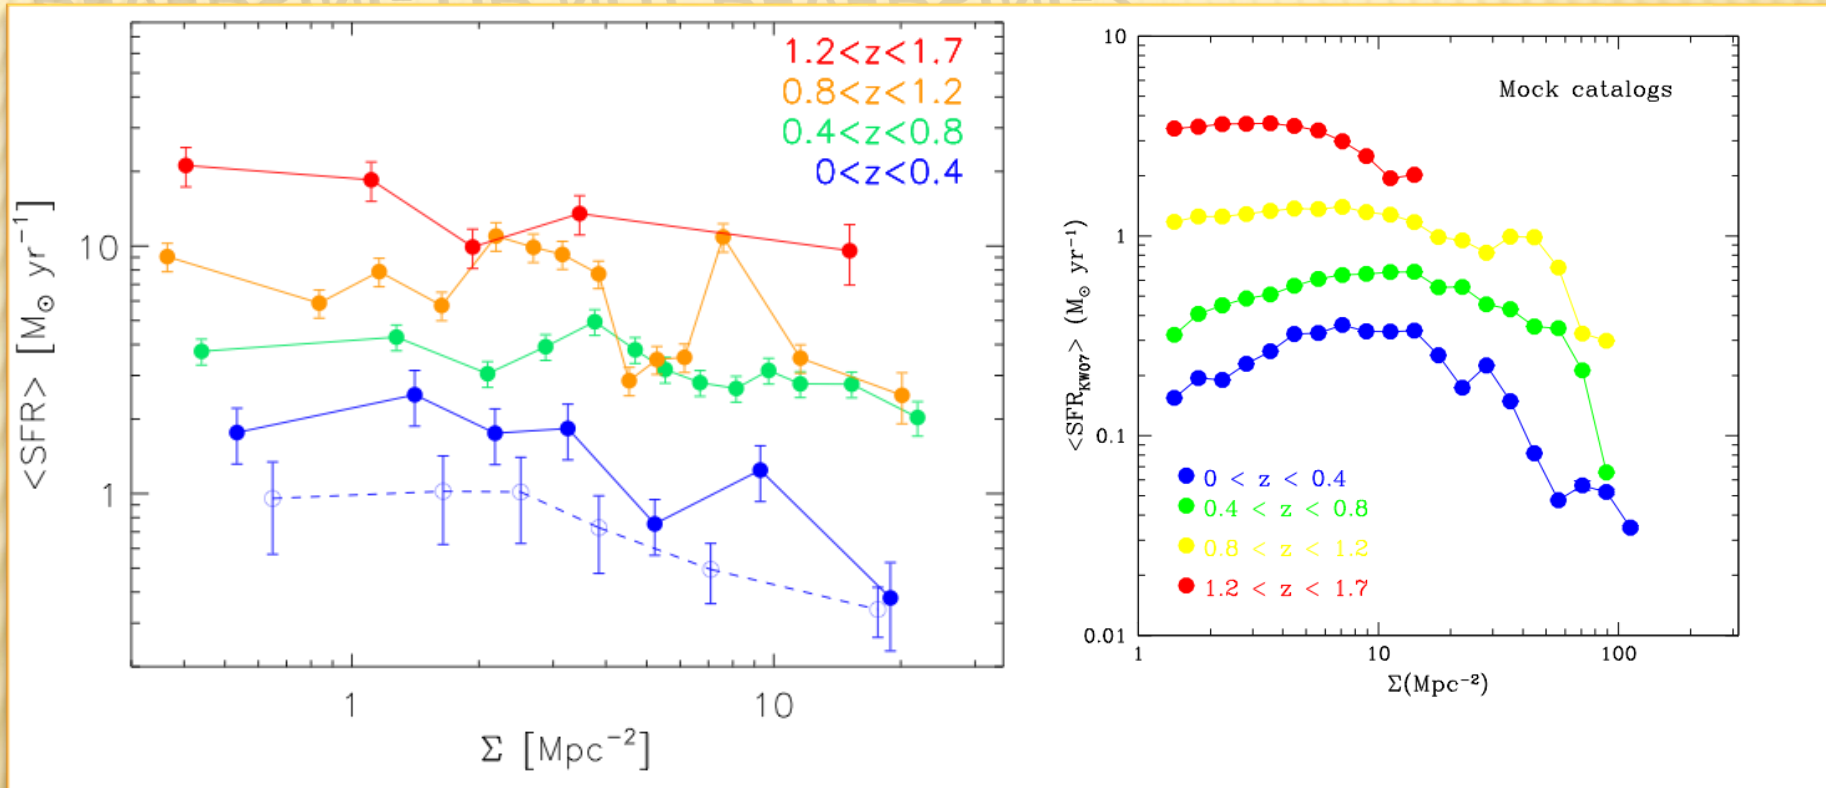 1.2<z<1.7
0.8<z<1.2
0.4<z<0.8
0<z<0.4
<SFR> [M⊙ yr⁻¹]
10
1
1
10
Σ [Mpc⁻²]
Mock catalogs
<SFR_KW07> (M⊙ yr⁻¹)
10
1
0.1
0.01
0 < z < 0.4
0.4 < z < 0.8
0.8 < z < 1.2
1.2 < z < 1.7
1
10
100
Σ(Mpc⁻²)